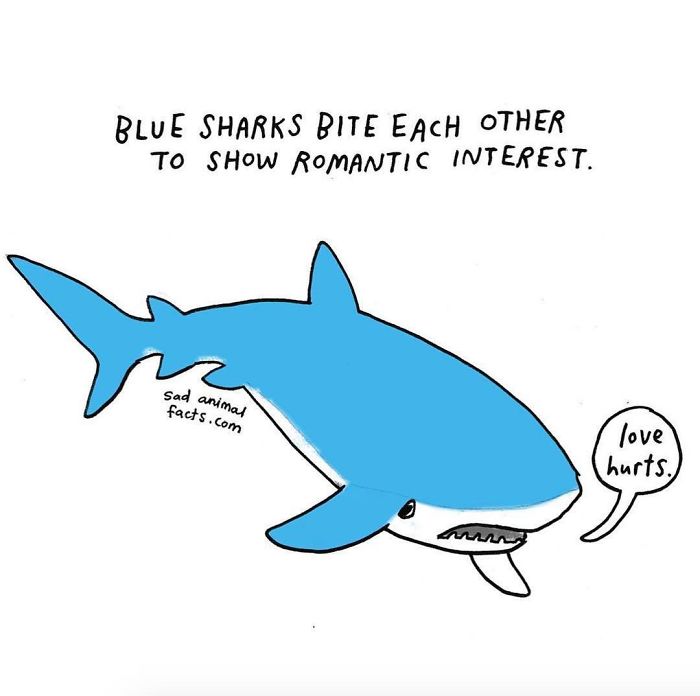 BLUE SHARKS BITE EACH OTHER
TO SHOW ROMANTIC INTEREST.
sad animal
facts.com
love
hurts.